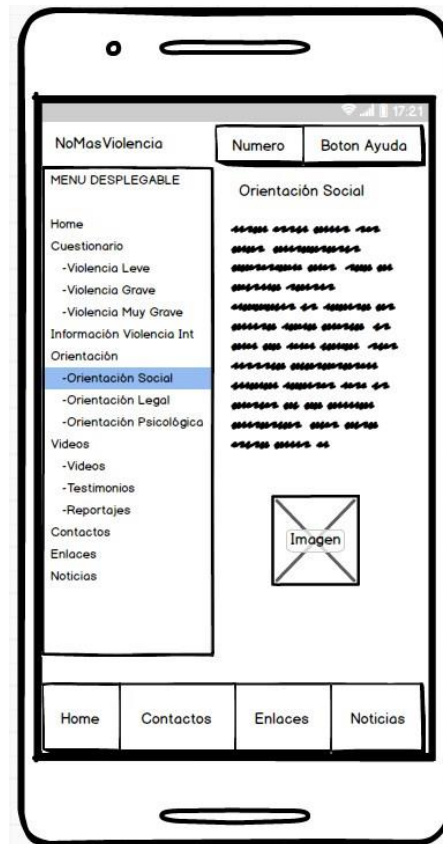 17:21
NoMasViolencia
Numero
Boton Ayuda
MENU DESPLEGABLE
Home
Cuestionario
-Violencia Leve
-Violencia Grave
-Violencia Muy Grave
Información Violencia Int
Orientación
-Orientación Social
-Orientación Legal
-Orientación Psicológica
Videos
-Videos
-Testimonios
-Reportajes
Contactos
Enlaces
Noticias
Orientación Social
Imagen
Home
Contactos
Enlaces
Noticias